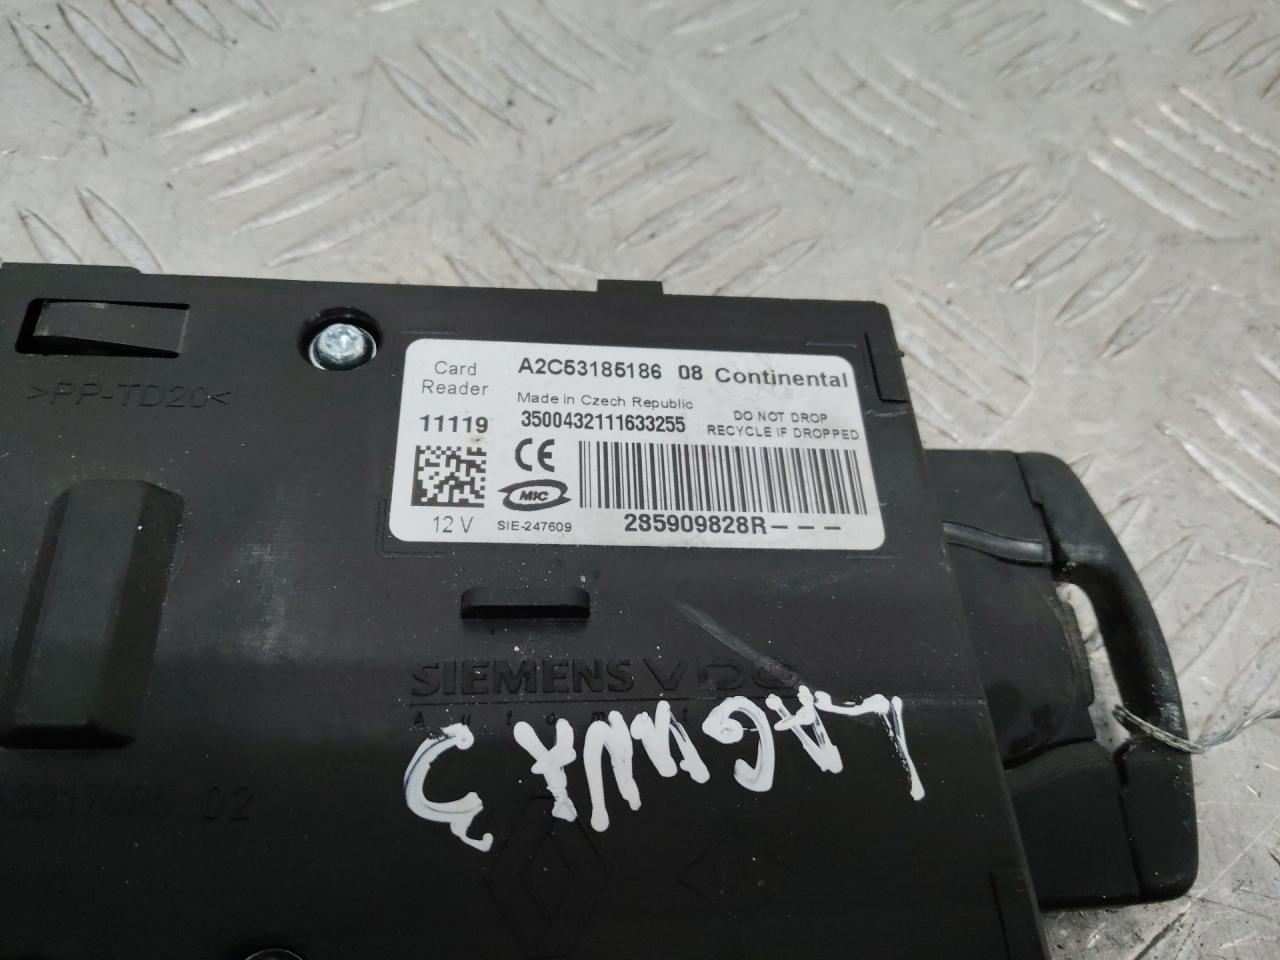 Card Reader A2C53185186 08 Continental
Made in Czech Republic
11119 3500432111633255 DO NOT DROP
RECYCLE IF DROPPED
CE
MIC
12 V SIE-247609 285909828R---
>PP-TD20<
SIEMENS VDO
LAGUNA 3
02